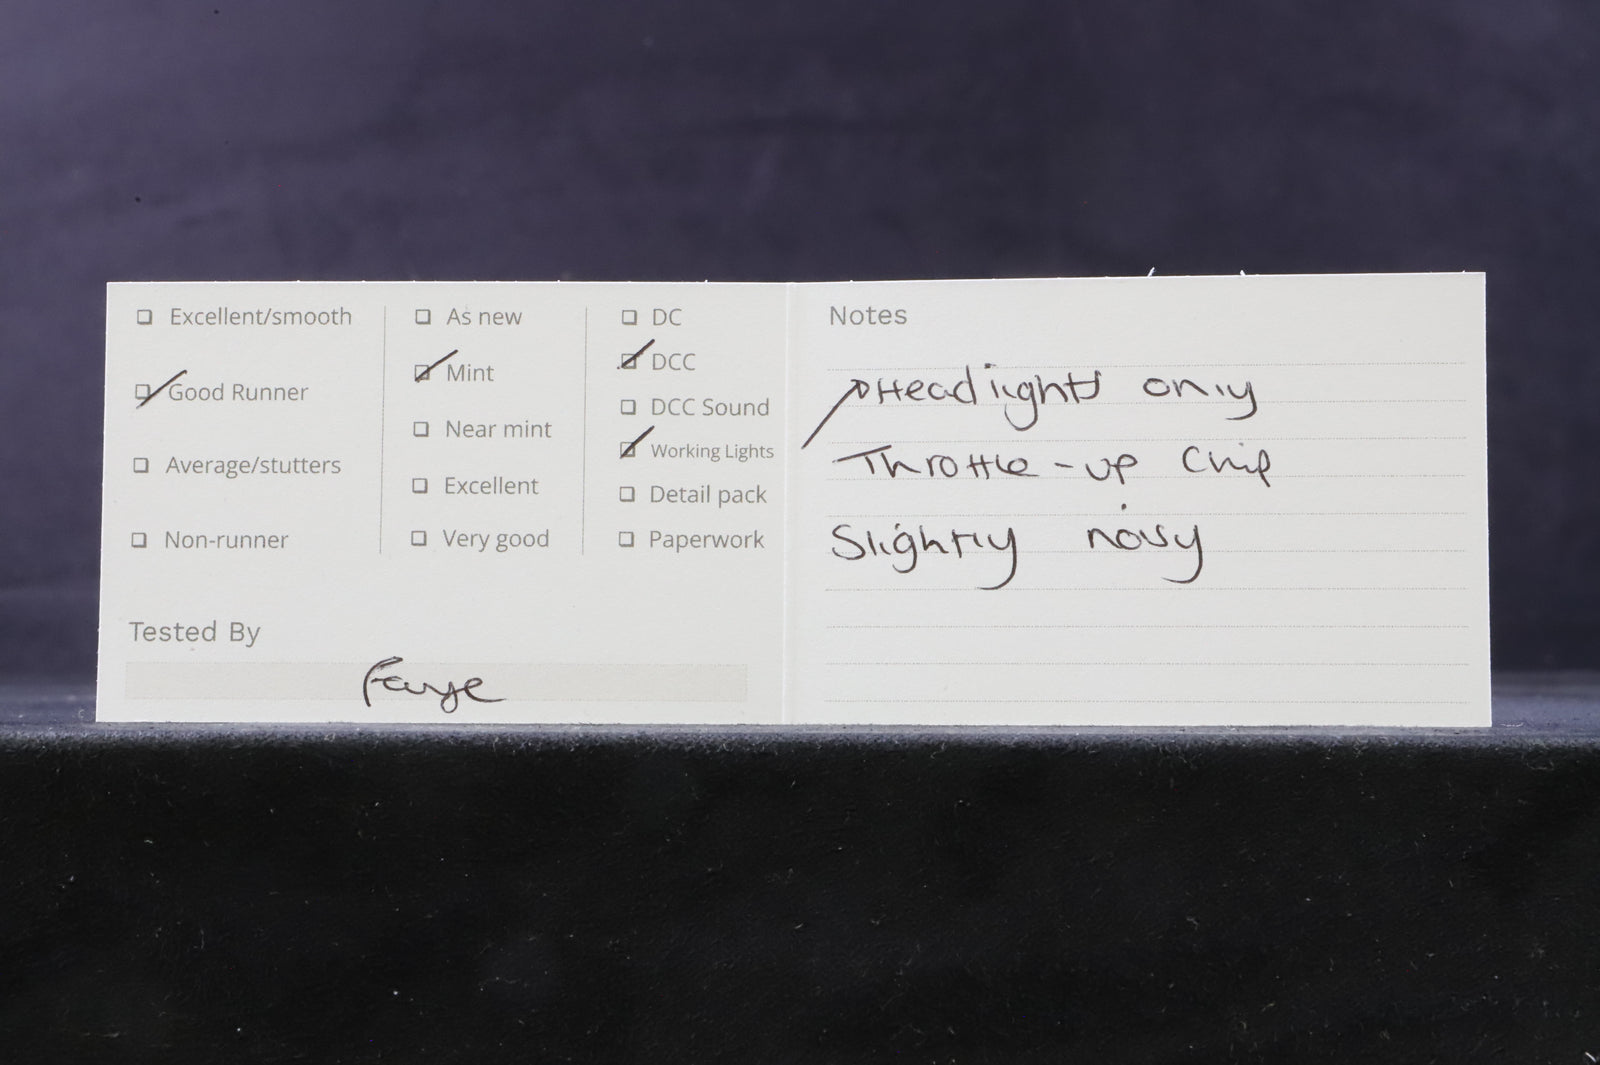 Excellent/smooth
Good Runner
Average/stutters
Non-runner
As new
Mint
Near mint
Excellent
Very good
DC
DCC
DCC Sound
Working Lights
Detail pack
Paperwork
Tested By
Faye
Notes
Headlights only
Throttle-up Chip
Slightly noisy